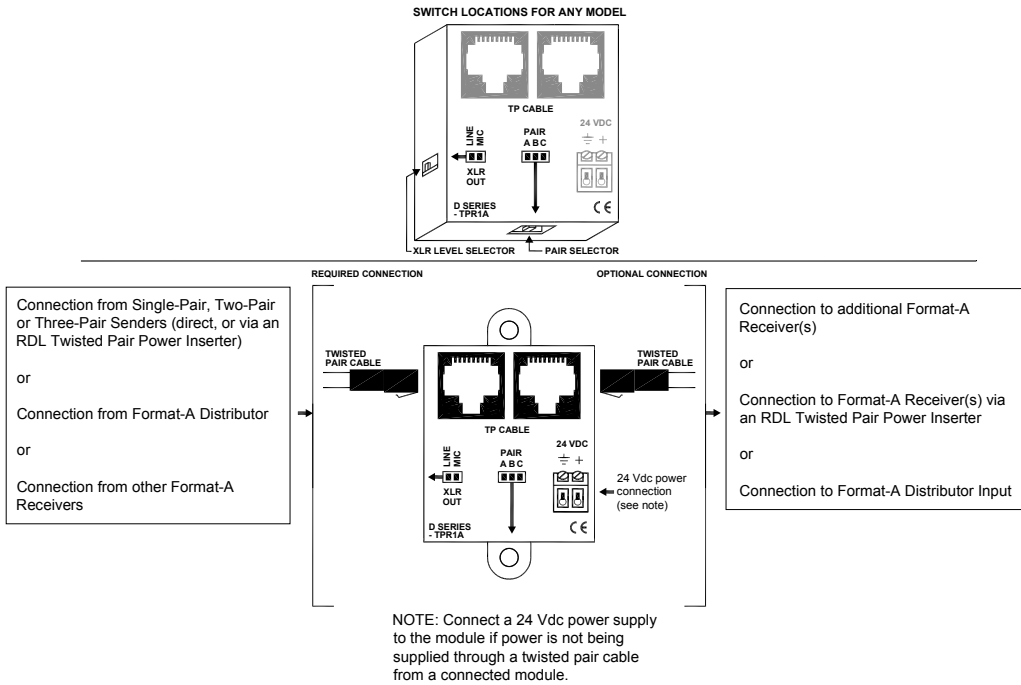 SWITCH LOCATIONS FOR ANY MODEL
TP CABLE
24 VDC
+
LINE
MIC
PAIR
A B C
XLR
OUT
D SERIES
- TPR1A
CE
XLR LEVEL SELECTOR
PAIR SELECTOR
REQUIRED CONNECTION
OPTIONAL CONNECTION
Connection from Single-Pair, Two-Pair
or Three-Pair Senders (direct, or via an
RDL Twisted Pair Power Inserter)
or
Connection from Format-A Distributor
or
Connection from other Format-A
Receivers
TWISTED
PAIR CABLE
TWISTED
PAIR CABLE
TP CABLE
24 VDC
+
LINE
MIC
PAIR
A B C
XLR
OUT
D SERIES
- TPR1A
CE
24 Vdc power
connection
(see note)
Connection to additional Format-A
Receiver(s)
or
Connection to Format-A Receiver(s) via
an RDL Twisted Pair Power Inserter
or
Connection to Format-A Distributor Input
NOTE: Connect a 24 Vdc power supply
to the module if power is not being
supplied through a twisted pair cable
from a connected module.